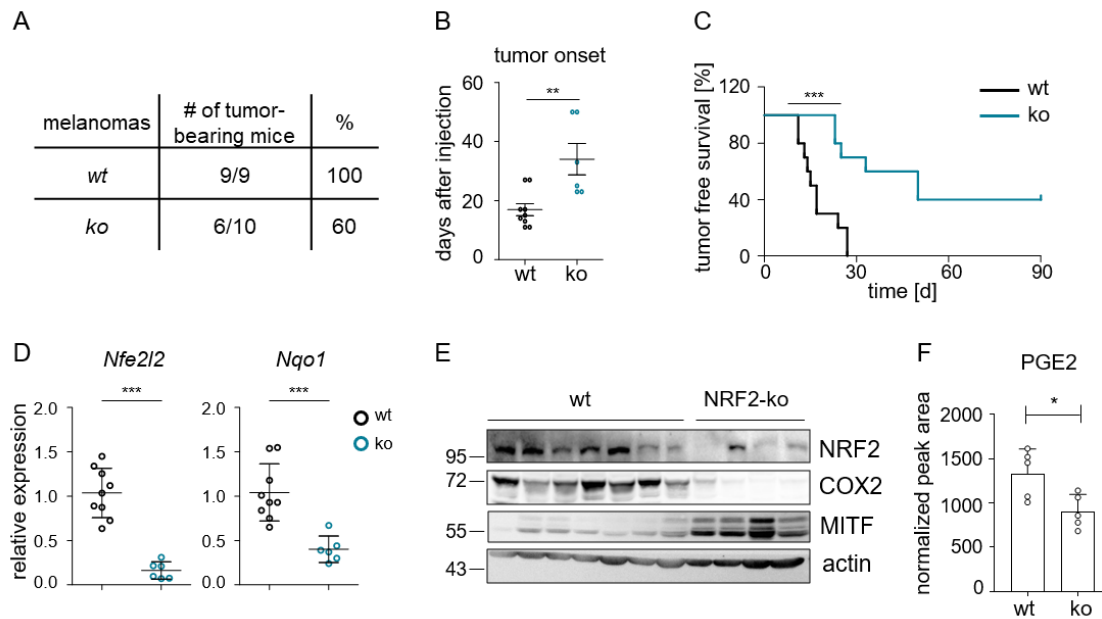 A
melanomas
# of tumor-
bearing mice
%
wt
9/9
100
ko
6/10
60
B
tumor onset
days after injection
60
40
20
0
**
wt
ko
C
tumor free survival [%]
120
80
40
0
***
wt
ko
0
30
60
90
time [d]
D
Nfe2l2
Nqo1
relative expression
***
2.0
1.5
1.0
0.5
0.0
***
2.0
1.5
1.0
0.5
0.0
wt
ko
E
wt
NRF2-ko
95
NRF2
72
COX2
55
MITF
43
actin
F
PGE2
normalized peak area
2000
1500
1000
500
0
*
wt
ko